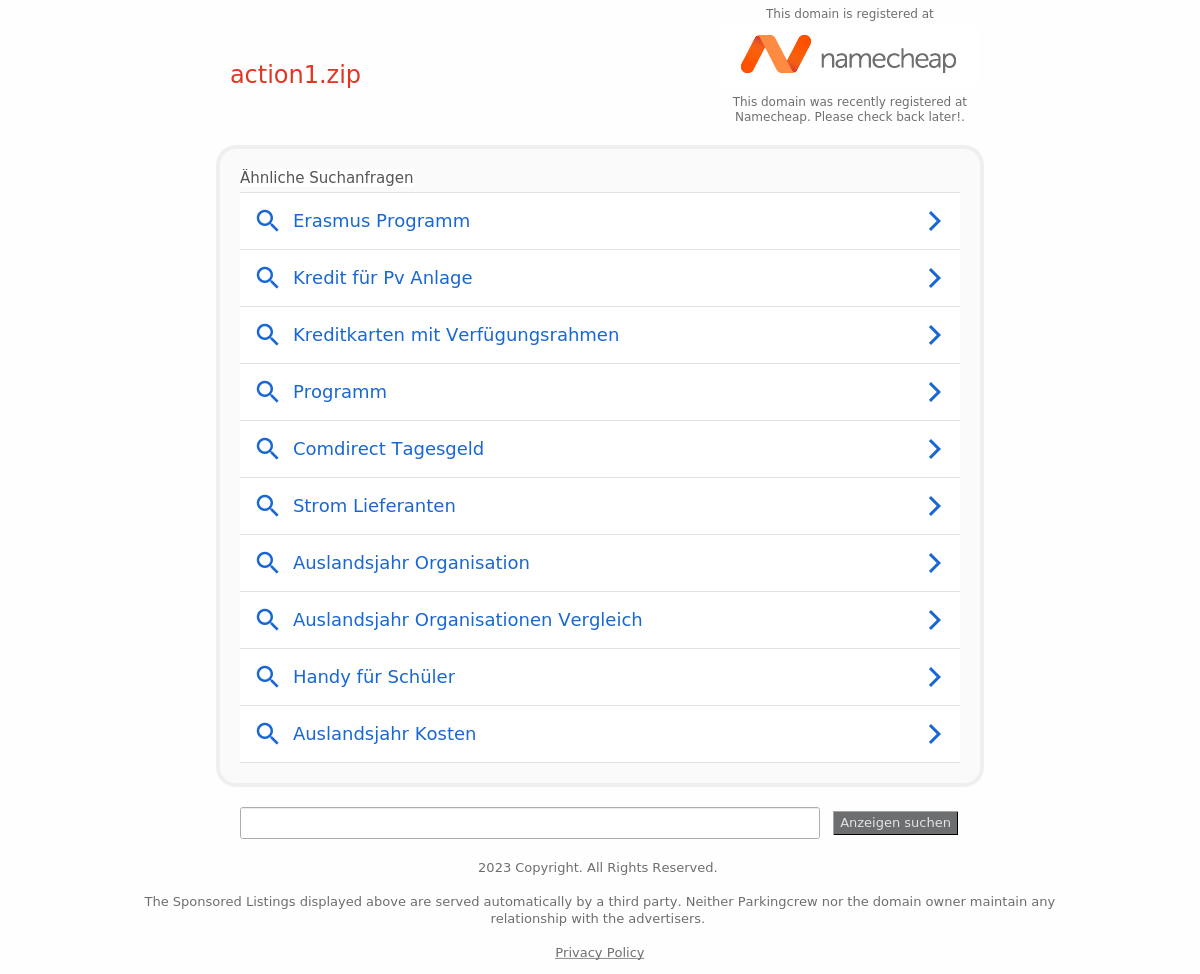 This domain is registered at
namecheap
action1.zip
This domain was recently registered at
Namecheap. Please check back later!.
Ähnliche Suchanfragen
Erasmus Programm
Kredit für Pv Anlage
Kreditkarten mit Verfügungsrahmen
Programm
Comdirect Tagesgeld
Strom Lieferanten
Auslandsjahr Organisation
Auslandsjahr Organisationen Vergleich
Handy für Schüler
Auslandsjahr Kosten
Anzeigen suchen
2023 Copyright. All Rights Reserved.
The Sponsored Listings displayed above are served automatically by a third party. Neither Parkingcrew nor the domain owner maintain any
relationship with the advertisers.
Privacy Policy